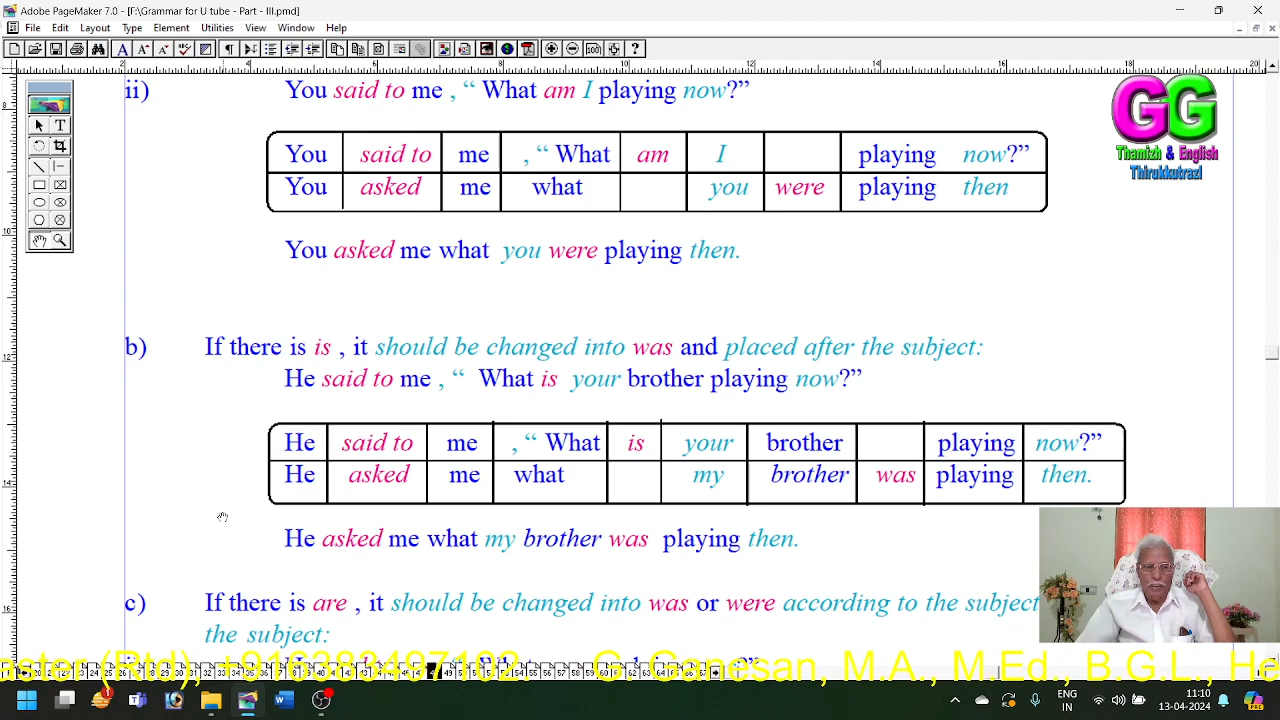 Adobe PageMaker 7.0 - [F:\Grammar for U tube - Part - III.pmd]
File Edit Layout Type Element Utilities View Window Help
ii) You said to me , “ What am I playing now?”
You said to me , “ What am I playing now?”
You asked me what you were playing then
You asked me what you were playing then.
b) If there is is , it should be changed into was and placed after the subject:
He said to me , “ What is your brother playing now?”
He said to me , “ What is your brother playing now?”
He asked me what my brother was playing then.
He asked me what my brother was playing then.
c) If there is are , it should be changed into was or were according to the subject
the subject:
GG
Thamizh & English
Thirukkutrazi
G. Ganesan, M.A., M.Ed., B.G.L., He
ENG
IN
11:10
13-04-2024